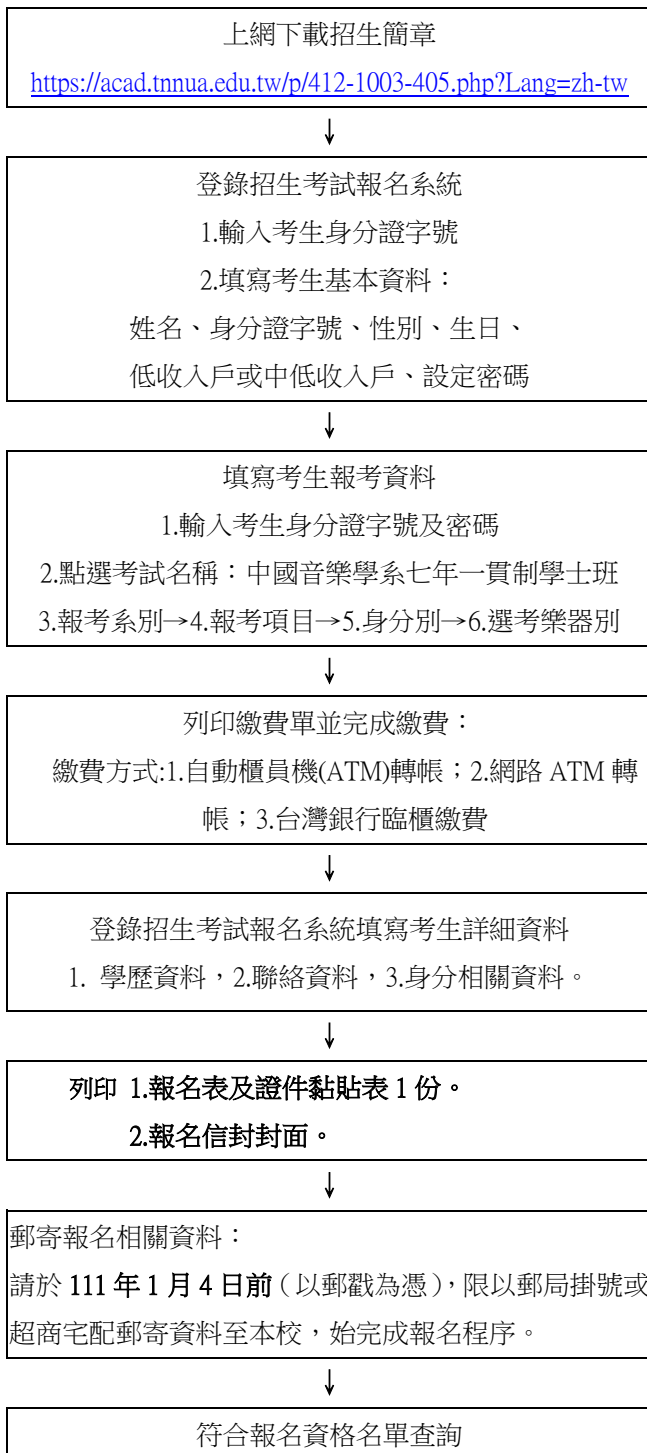 上網下載招生簡章
https://acad.tnnua.edu.tw/p/412-1003-405.php?Lang=zh-tw
↓
登錄招生考試報名系統
1.輸入考生身分證字號
2.填寫考生基本資料：
姓名、身分證字號、性別、生日、
低收入戶或中低收入戶、設定密碼
↓
填寫考生報考資料
1.輸入考生身分證字號及密碼
2.點選考試名稱：中國音樂學系七年一貫制學士班
3.報考系別→4.報考項目→5.身分別→6.選考樂器別
↓
列印繳費單並完成繳費：
繳費方式:1.自動櫃員機(ATM)轉帳；2.網路 ATM 轉
帳；3.台灣銀行臨櫃繳費
↓
登錄招生考試報名系統填寫考生詳細資料
1. 學歷資料，2.聯絡資料，3.身分相關資料。
↓
列印 1.報名表及證件黏貼表 1 份。
2.報名信封封面。
↓
郵寄報名相關資料：
請於 111 年 1 月 4 日前（以郵戳為憑），限以郵局掛號或
超商宅配郵寄資料至本校，始完成報名程序。
↓
符合報名資格名單查詢